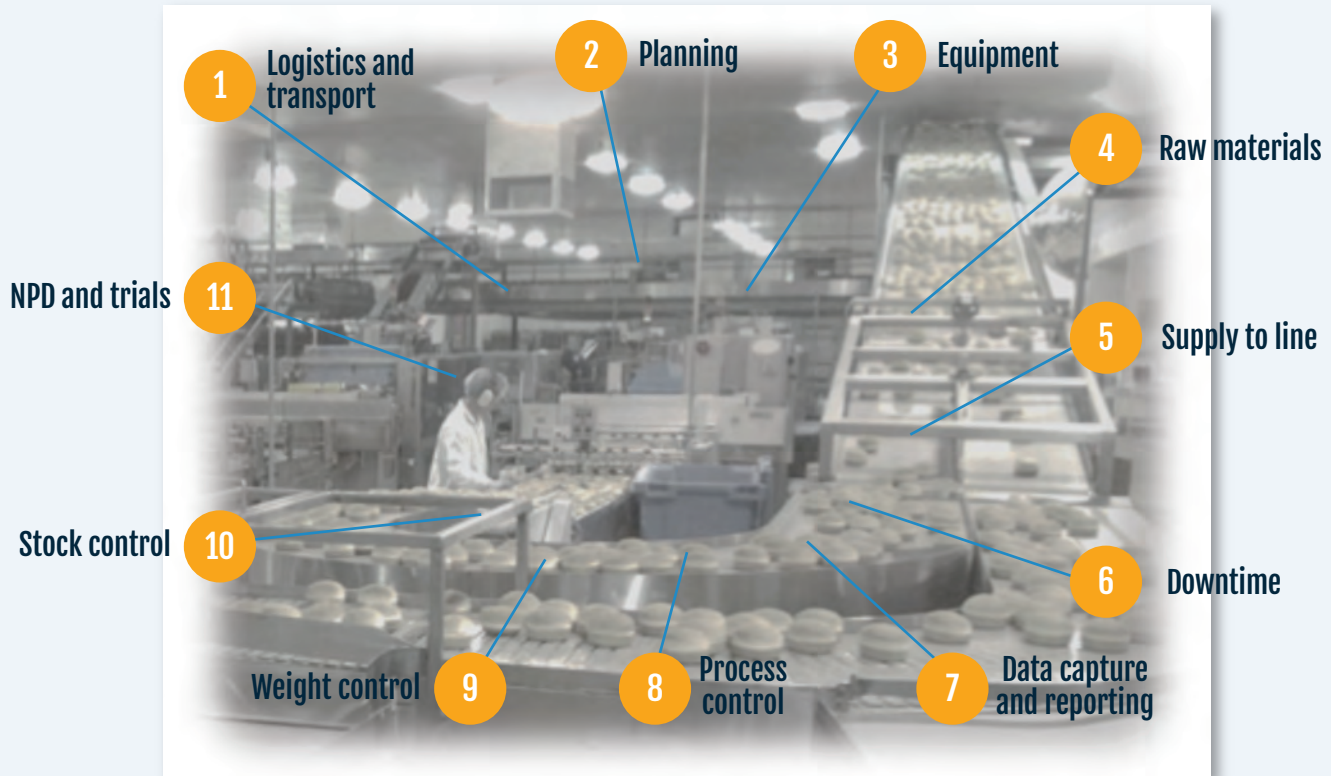 1
Logistics and
transport
2
Planning
3
Equipment
4
Raw materials
5
Supply to line
6
Downtime
7
Data capture
and reporting
8
Process
control
9
Weight control
10
Stock control
11
NPD and trials